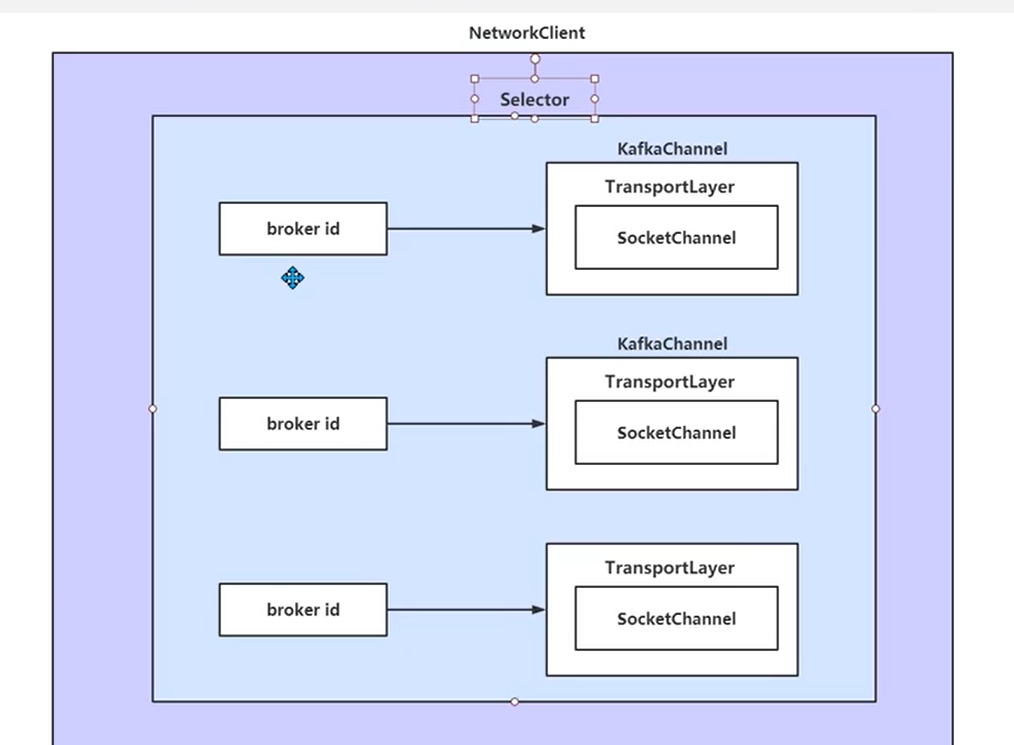 NetworkClient
Selector
KafkaChannel
TransportLayer
broker id
SocketChannel
KafkaChannel
TransportLayer
broker id
SocketChannel
TransportLayer
broker id
SocketChannel